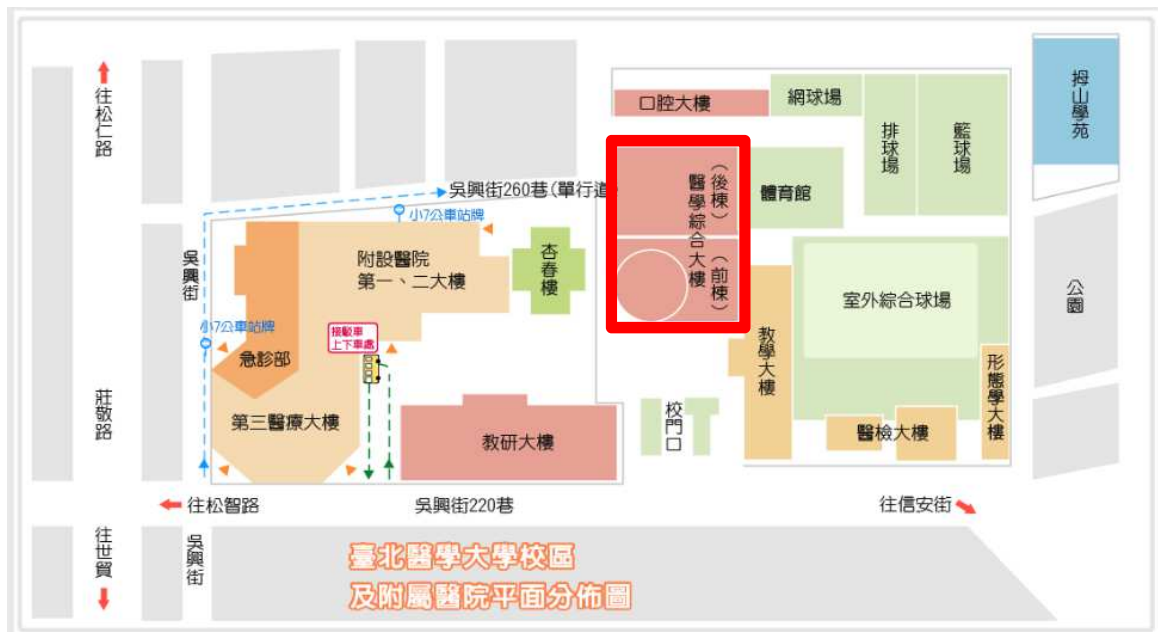 往松仁路
口腔大樓
網球場
排球場
籃球場
拇山學苑
吳興街260巷(單行道)
小7公車站牌
醫學綜合大樓
(後棟)
(前棟)
體育館
吳興街
附設醫院
第一、二大樓
杏春樓
室外綜合球場
公園
小7公車站牌
接駁車
上下車處
急診部
教學大樓
形態學大樓
莊敬路
第三醫療大樓
教研大樓
校門口
醫檢大樓
往松智路
吳興街220巷
往信安街
往世貿
吳興街
臺北醫學大學校區
及附屬醫院平面分佈圖